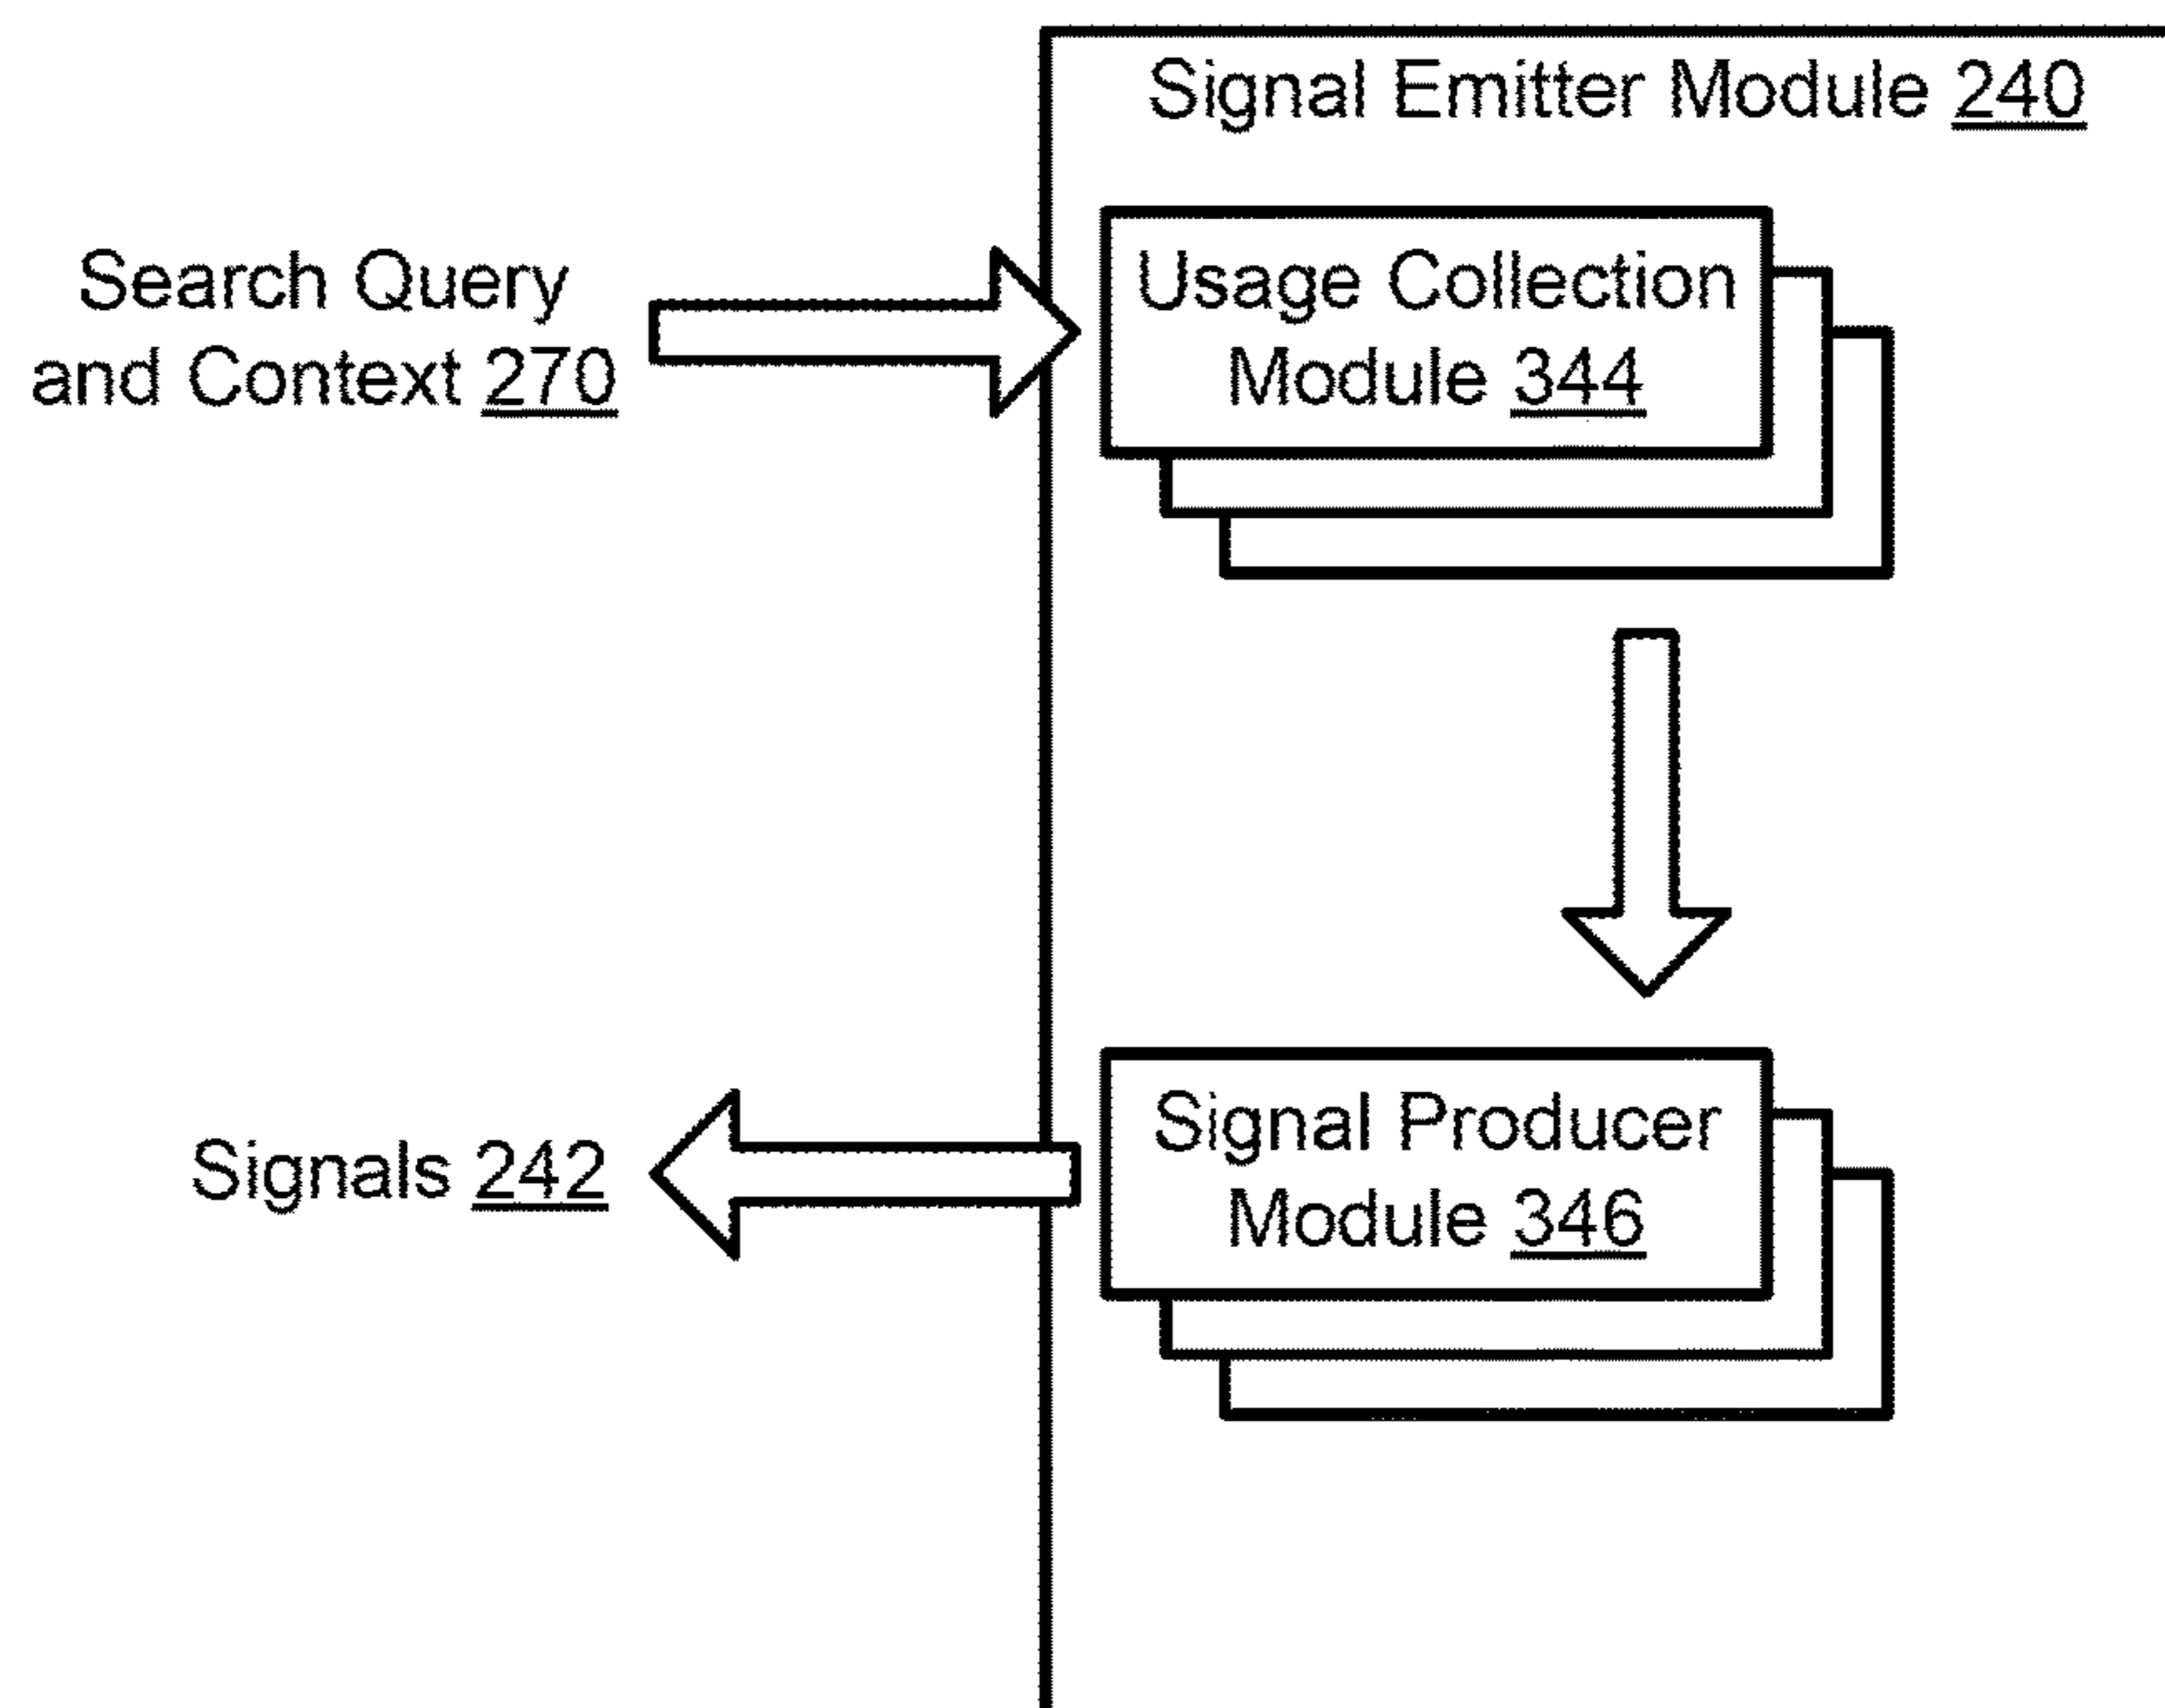 Signal Emitter Module 240
Search Query
and Context 270
Usage Collection
Module 344
Signals 242
Signal Producer
Module 346